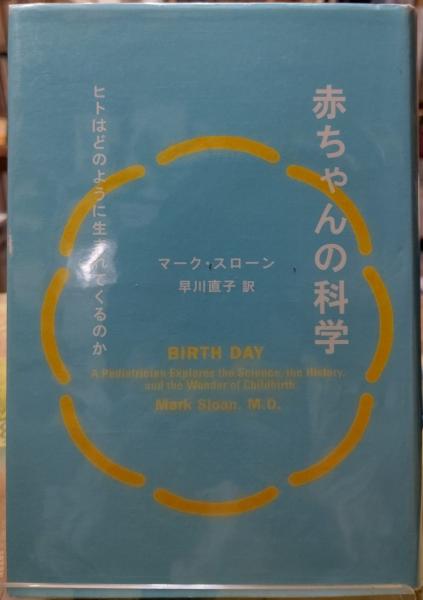 赤ちゃんの科学
ヒトはどのように生まれてくるのか
マーク・スローン
早川直子 訳
BIRTH DAY
A Pediatrician Explores the Science, the History,
and the Wonder of Childbirth
Mark Sloan, M.D.